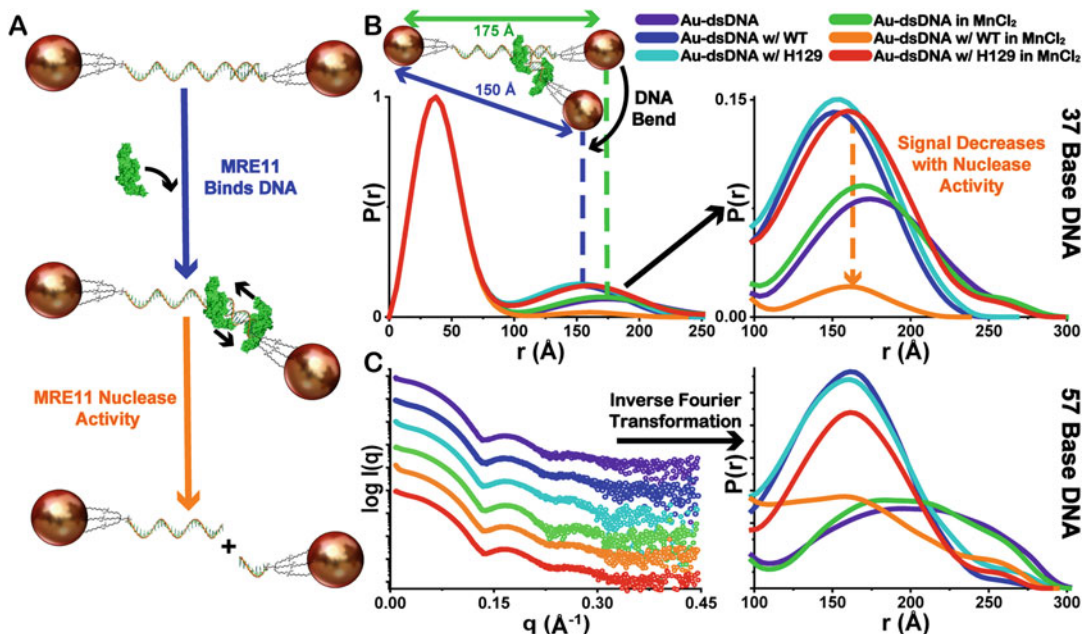 A
MRE11
Binds DNA
MRE11 Nuclease
Activity
+
B
175 Å
150 Å
DNA
Bend
Au-dsDNA
Au-dsDNA w/ WT
Au-dsDNA w/ H129
Au-dsDNA in MnCl₂
Au-dsDNA w/ WT in MnCl₂
Au-dsDNA w/ H129 in MnCl₂
1
P(r)
0
0 50 100 150 200 250
r (Å)
0.15
P(r)
0.00
100 150 200 250 300
r (Å)
Signal Decreases
with Nuclease
Activity
37 Base DNA
C
log I(q)
0.00 0.15 0.30 0.45
q (Å⁻¹)
Inverse Fourier
Transformation
P(r)
100 150 200 250 300
r (Å)
57 Base DNA